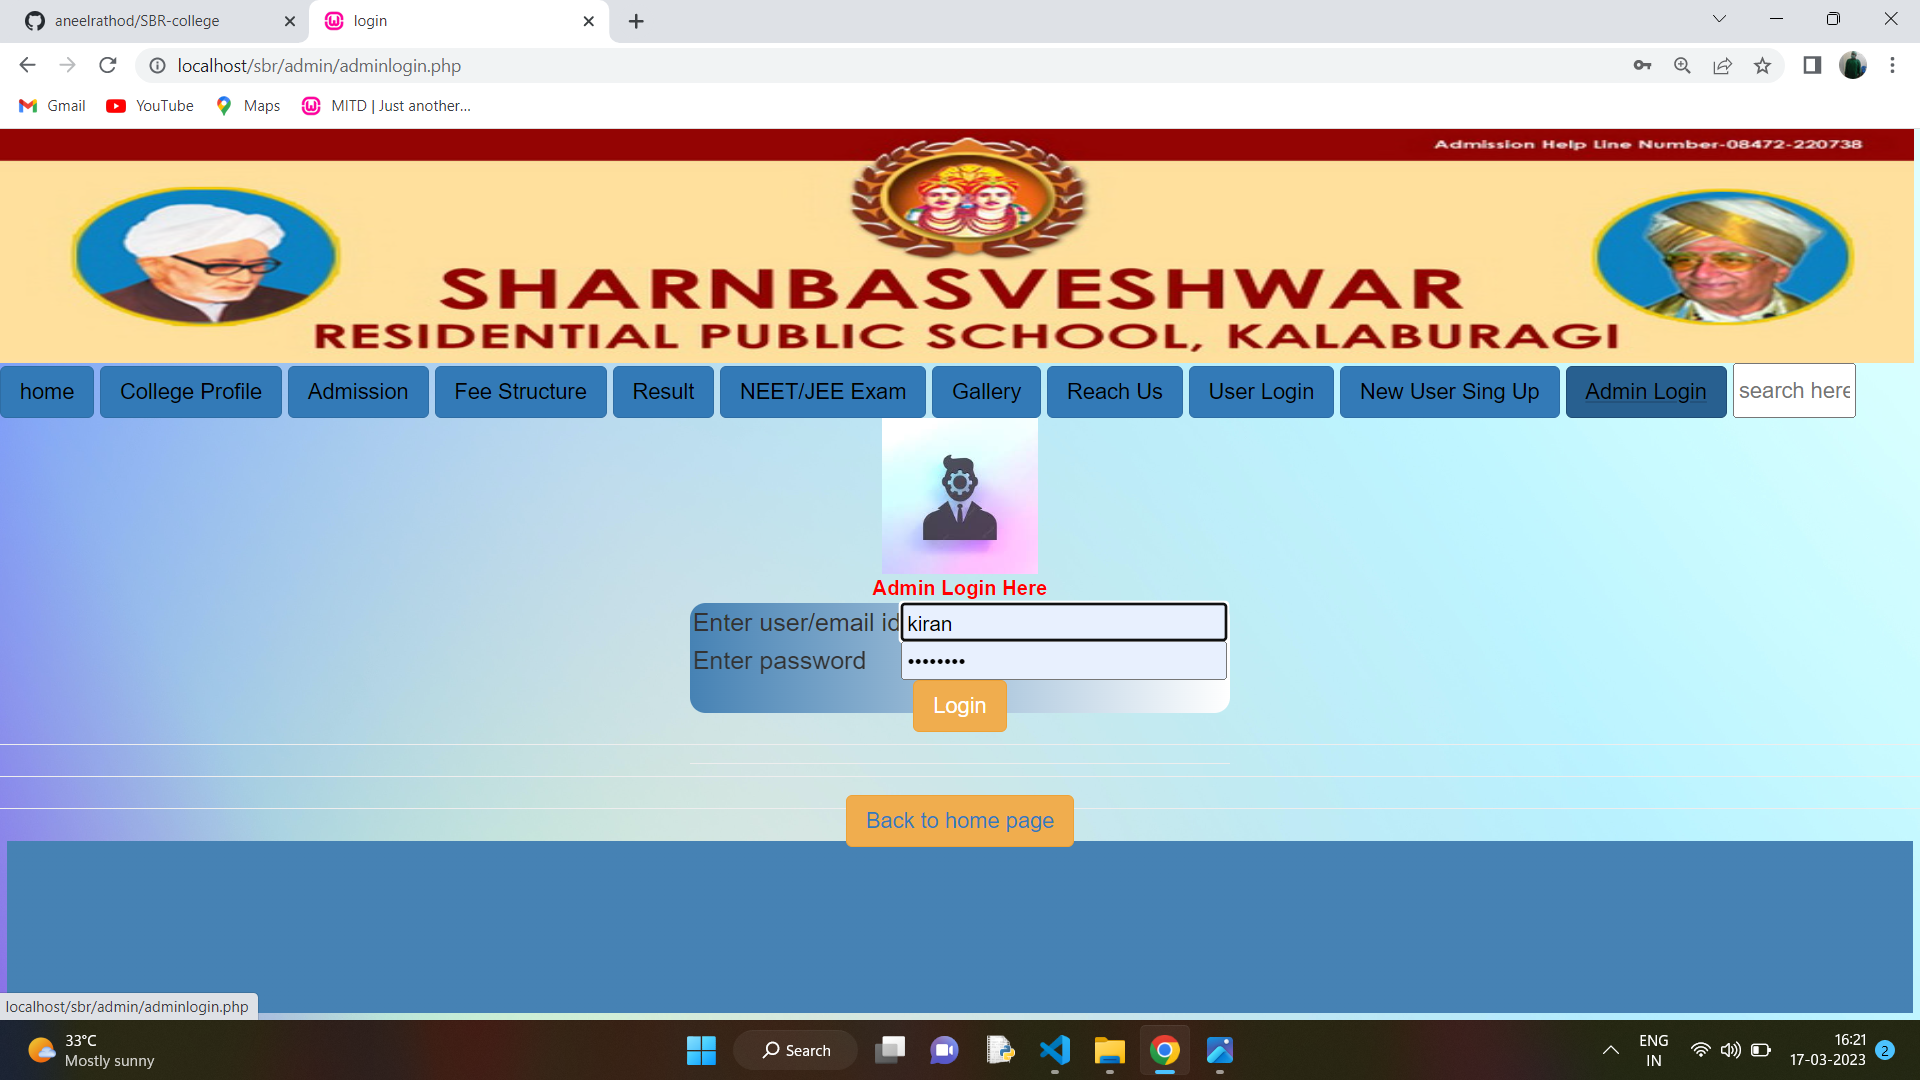 aneelrathod/SBR-college
login
localhost/sbr/admin/adminlogin.php
Gmail
YouTube
Maps
MITD | Just another...
Admission Help Line Number-08472-220738
SHARNBASVESHWAR
RESIDENTIAL PUBLIC SCHOOL, KALABURAGI
home
College Profile
Admission
Fee Structure
Result
NEET/JEE Exam
Gallery
Reach Us
User Login
New User Sing Up
Admin Login
search here
Admin Login Here
Enter user/email id
kiran
Enter password
••••••••
Login
Back to home page
localhost/sbr/admin/adminlogin.php
33°C
Mostly sunny
Search
ENG
IN
16:21
17-03-2023
2